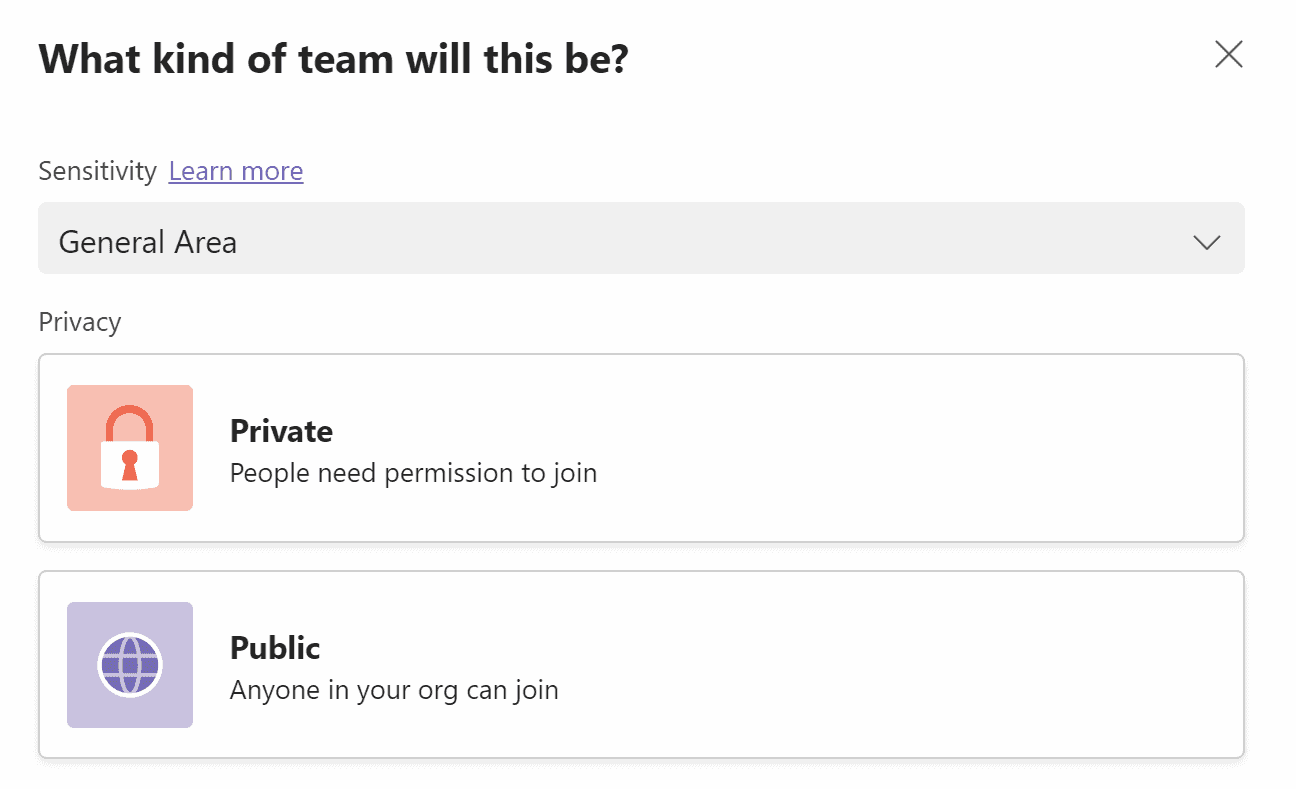 What kind of team will this be?
Sensitivity Learn more
General Area
Privacy
Private
People need permission to join
Public
Anyone in your org can join